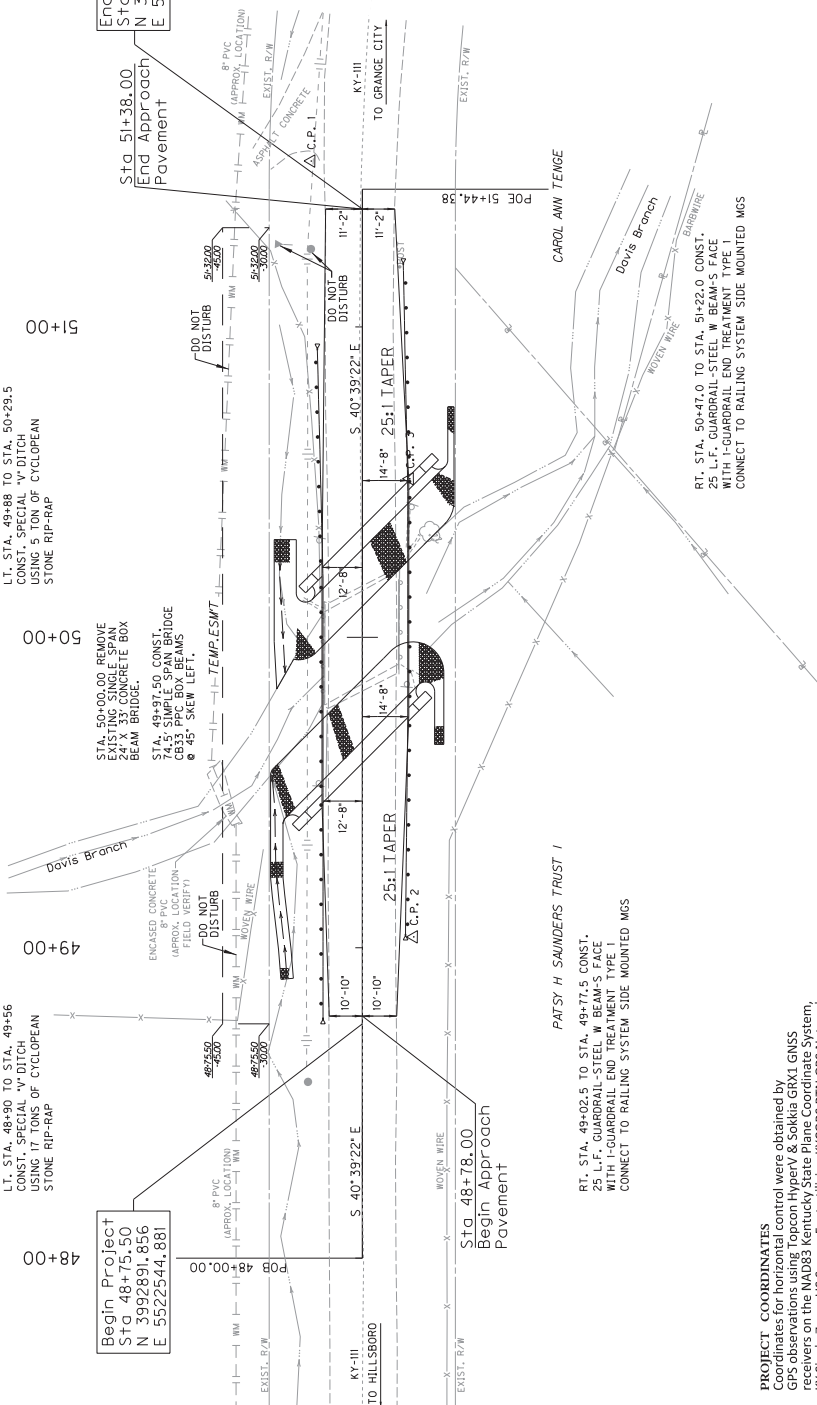 LT. STA. 48+90 TO STA. 49+56
CONST. SPECIAL 'V' DITCH
USING 17 TONS OF CYCLOPEAN
STONE RIP-RAP
LT. STA. 49+88 TO STA. 50+29.5
CONST. SPECIAL 'V' DITCH
USING 5 TON OF CYCLOPEAN
STONE RIP-RAP
48+00
49+00
50+00
51+00
Begin Project
Sta 48+75.50
N 3992891.856
E 5522544.881
STA. 50+00.00 REMOVE
EXISTING SINGLE SPAN
24' X 33' CONCRETE BOX
BEAM BRIDGE.
STA. 49+97.50 CONST.
74.5' SIMPLE SPAN BRIDGE
CB33 PPC BOX BEAMS
@ 45° SKEW LEFT.
Sta 51+38.00
End Approach
Pavement
8" PVC
(APROX. LOCATION)
ENCASED CONCRETE
8" PVC
(APROX. LOCATION
FIELD VERIFY)
8" PVC
(APPROX. LOCATION)
Davis Branch
TEMP. ESM'T
DO NOT
DISTURB
DO NOT
DISTURB
DO NOT
DISTURB
WM
WM
WM
WM
WM
WM
48+75.50
-45.00
48+75.50
-30.00
51+32.00
-45.00
51+32.00
-30.00
WOVEN WIRE
EXIST. R/W
EXIST. R/W
ASPHALT CONCRETE
C.P. 1
POB 48+00.00
S 40°39'22" E
S 40°39'22" E
10'-10"
10'-10"
12'-8"
12'-8"
14'-8"
14'-8"
11'-2"
11'-2"
25:1 TAPER
25:1 TAPER
C.P. 2
C.P. 3
KY-111
TO HILLSBORO
KY-111
TO GRANGE CITY
POE 51+44.38
EXIST. R/W
EXIST. R/W
WOVEN WIRE
Sta 48+78.00
Begin Approach
Pavement
PATSY H SAUNDERS TRUST 1
CAROL ANN TENGE
Davis Branch
BARBWIRE
WOVEN WIRE
RT. STA. 49+02.5 TO STA. 49+77.5 CONST.
25 L.F. GUARDRAIL-STEEL W BEAM-S FACE
WITH 1-GUARDRAIL END TREATMENT TYPE 1
CONNECT TO RAILING SYSTEM SIDE MOUNTED MGS
RT. STA. 50+47.0 TO STA. 51+22.0 CONST.
25 L.F. GUARDRAIL-STEEL W BEAM-S FACE
WITH 1-GUARDRAIL END TREATMENT TYPE 1
CONNECT TO RAILING SYSTEM SIDE MOUNTED MGS
PROJECT COORDINATES
Coordinates for horizontal control were obtained by
GPS observations using Topcon HyperV & Sokkia GRX1 GNSS
receivers on the NAD83 Kentucky State Plane Coordinate System,